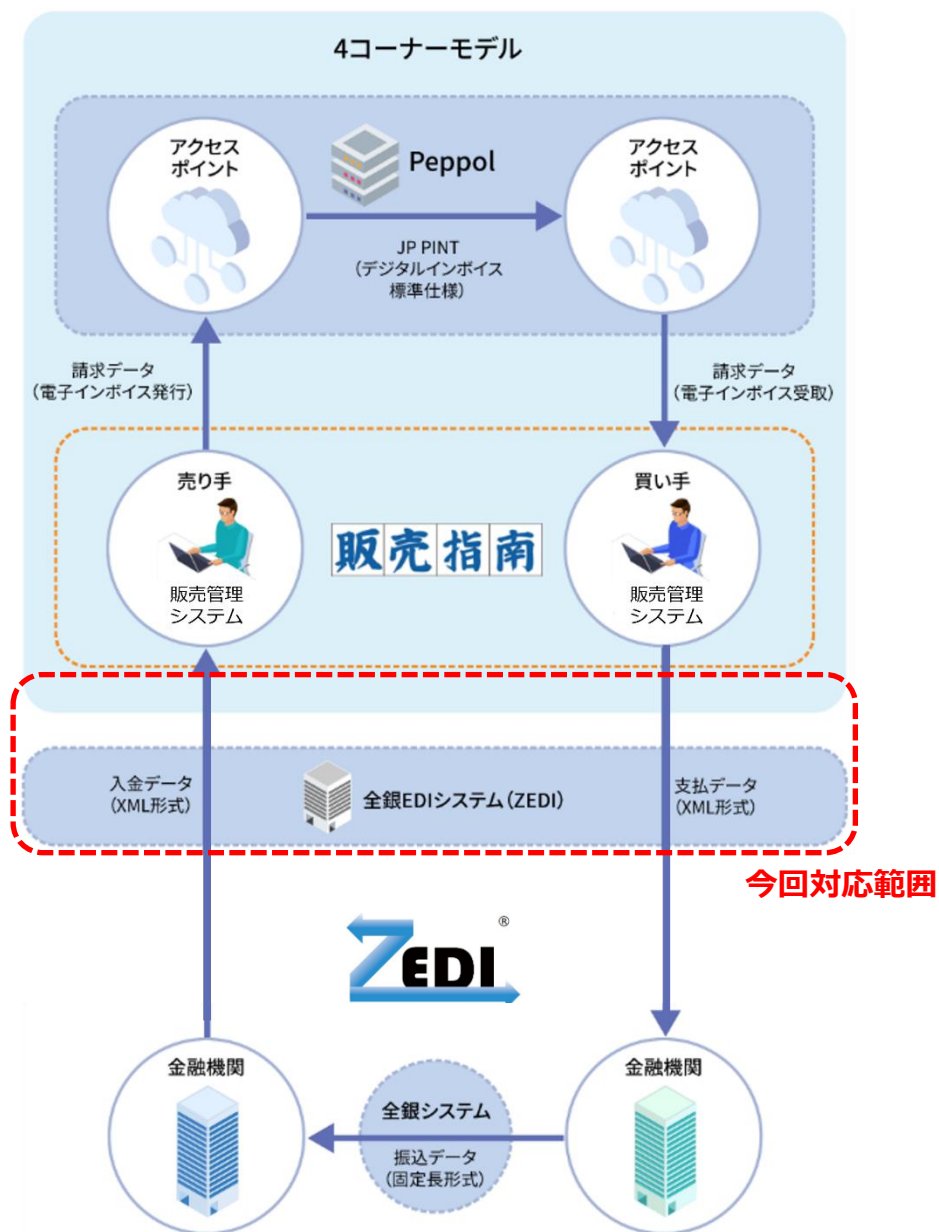 4コーナーモデル
アクセス
ポイント
Peppol
アクセス
ポイント
JP PINT
(デジタルインボイス
標準仕様)
請求データ
(電子インボイス発行)
請求データ
(電子インボイス受取)
売り手
販売管理
システム
販売指南
買い手
販売管理
システム
入金データ
(XML形式)
全銀EDIシステム(ZEDI)
支払データ
(XML形式)
今回対応範囲
ZEDI®
金融機関
全銀システム
振込データ
(固定長形式)
金融機関